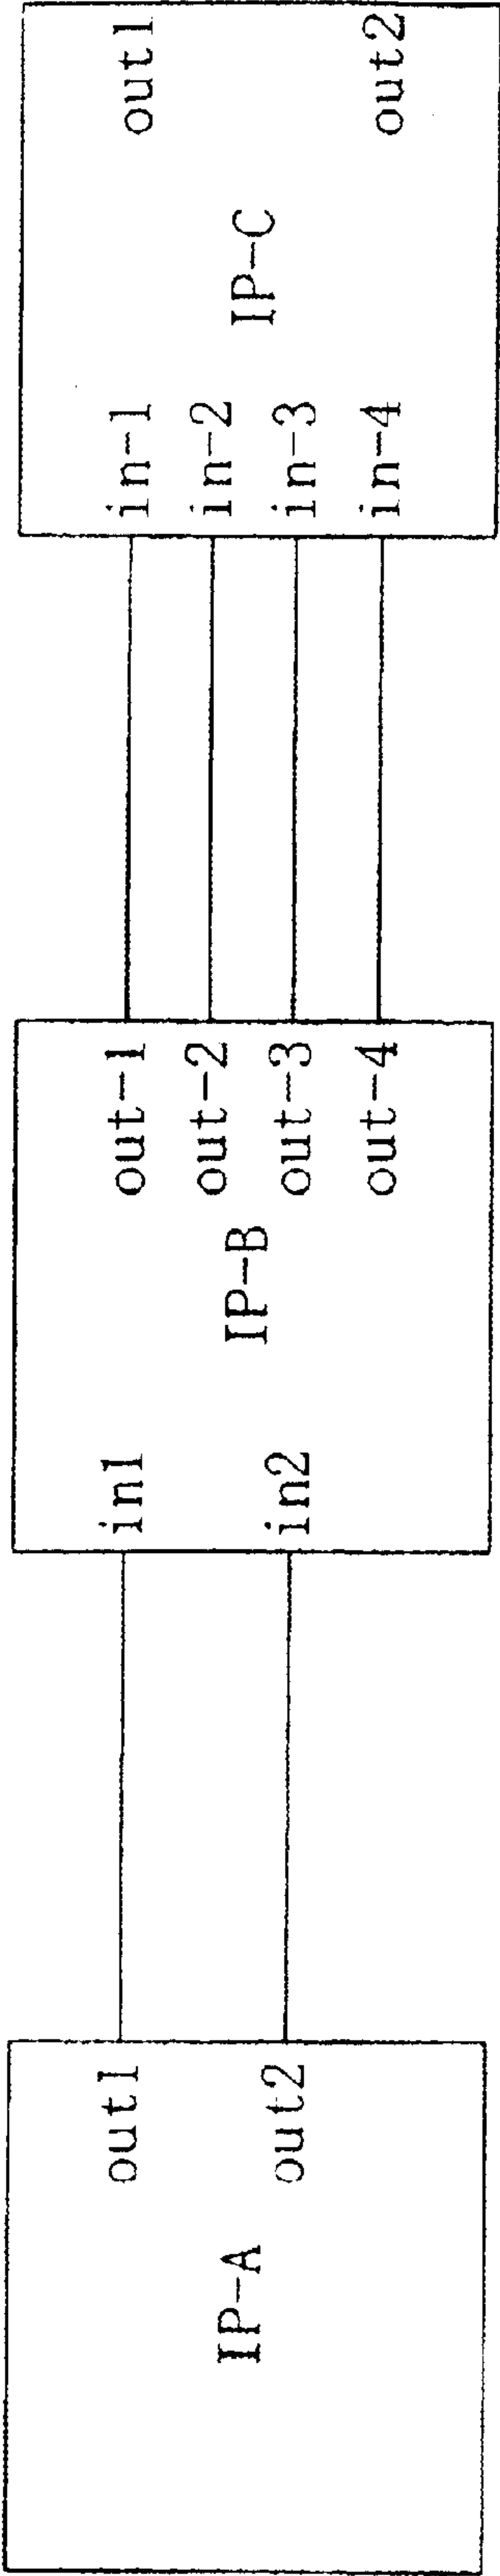 IP-A
out1
out2
in1
in2
IP-B
out-1
out-2
out-3
out-4
in-1
in-2
in-3
in-4
IP-C
out1
out2